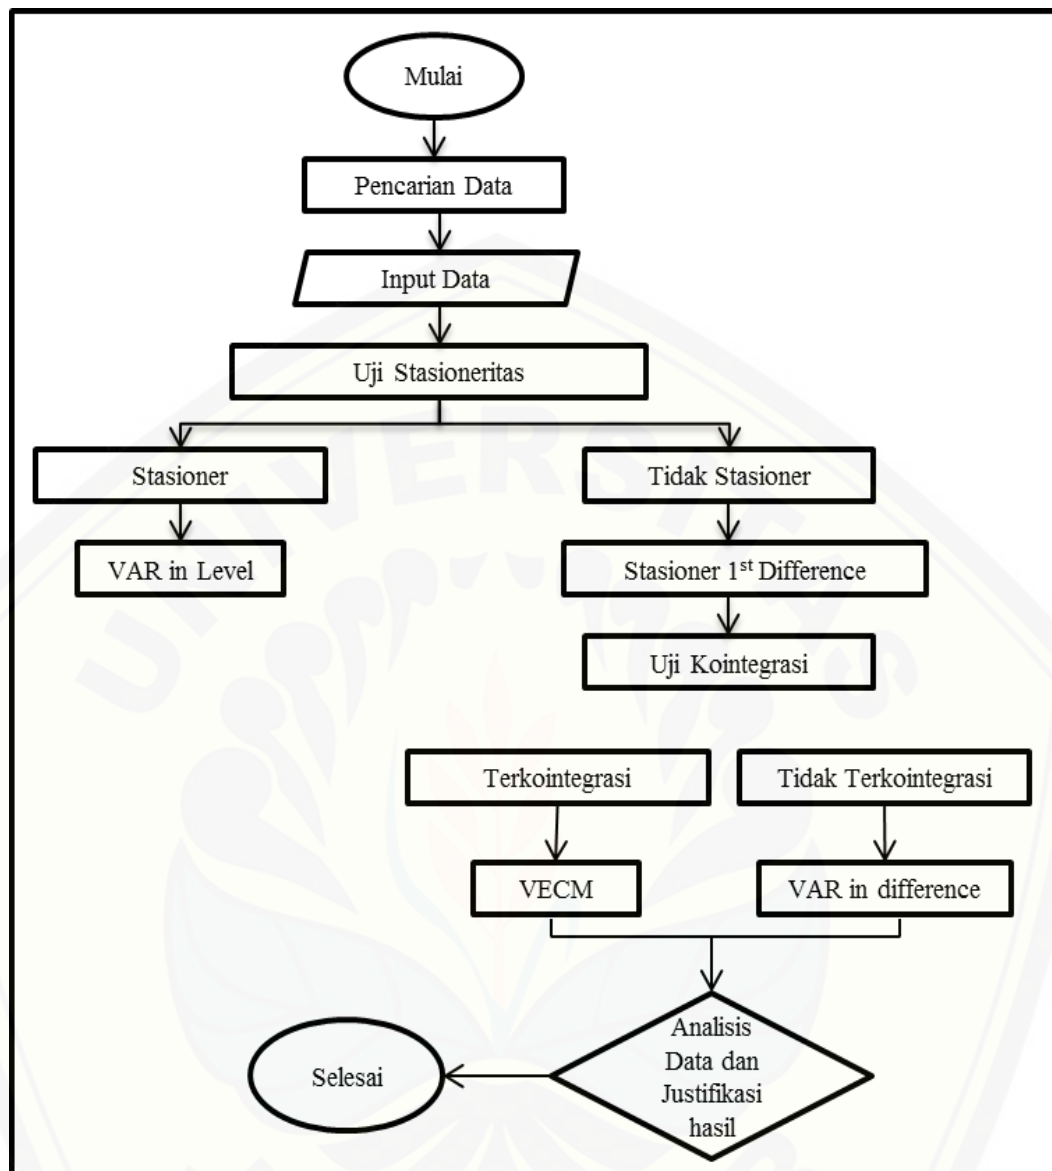 Mulai
Pencarian Data
Input Data
Uji Stasioneritas
Stasioner
Tidak Stasioner
VAR in Level
Stasioner 1st Difference
Uji Kointegrasi
Terkointegrasi
Tidak Terkointegrasi
VECM
VAR in difference
Analisis
Data dan
Justifikasi
hasil
Selesai
UNIVERSITAS